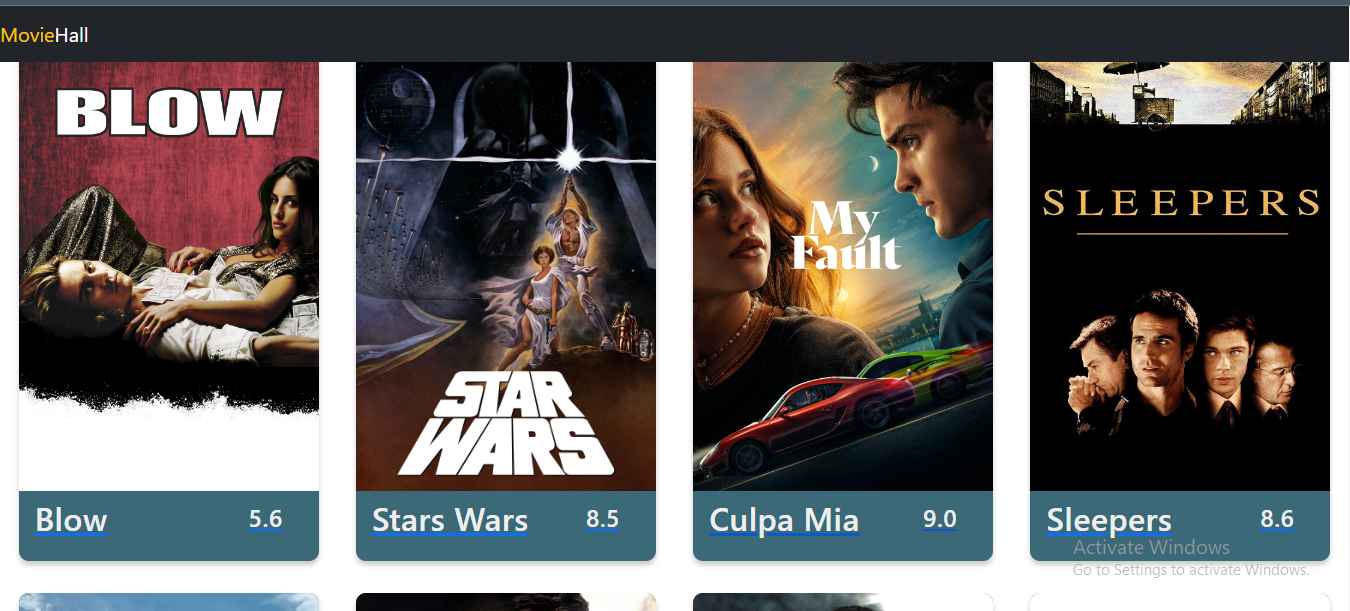 MovieHall
BLOW
STAR
WARS
My
Fault
SLEEPERS
Blow 5.6
Stars Wars 8.5
Culpa Mia 9.0
Sleepers 8.6
Activate Windows
Go to Settings to activate Windows.